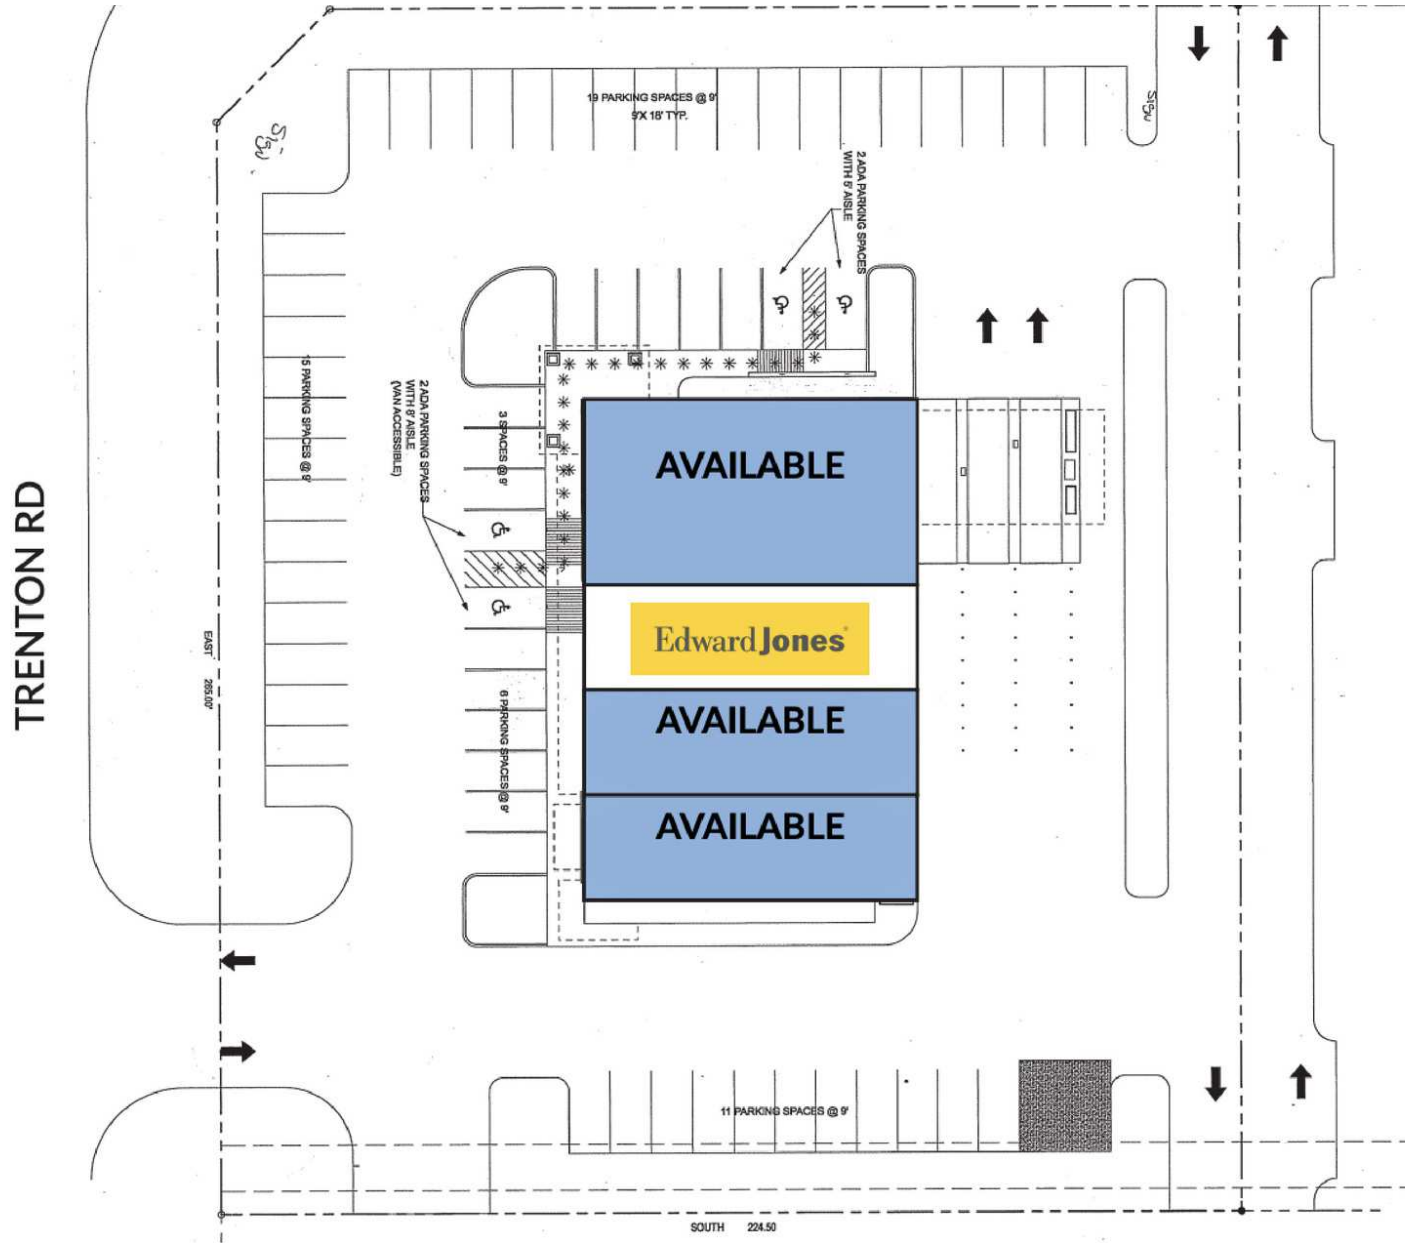 19 PARKING SPACES @ 9'
9'X 18' TYP.
Sign
Sign
2 ADA PARKING SPACES
WITH 5' AISLE
15 PARKING SPACES @ 9'
2 ADA PARKING SPACES
WITH 8' AISLE
(VAN ACCESSIBLE)
3 SPACES @ 9'
AVAILABLE
TRENTON RD
EAST 265.00'
Edward Jones
6 PARKING SPACES @ 9'
AVAILABLE
AVAILABLE
11 PARKING SPACES @ 9'
SOUTH 224.50